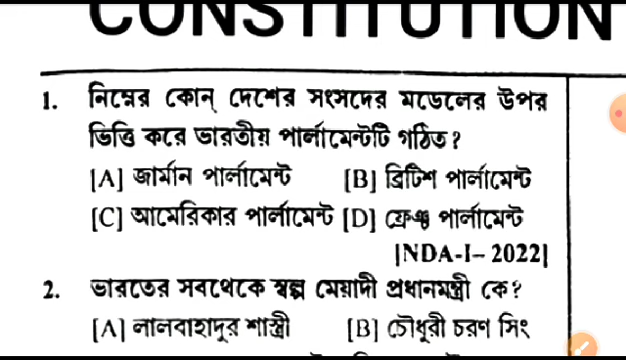 CONSTITUTION
1. নিম্নের কোন্ দেশের সংসদের মডেলের উপর
ভিত্তি করে ভারতীয় পার্লামেন্টটি গঠিত?
[A] জার্মান পার্লামেন্ট [B] ব্রিটিশ পার্লামেন্ট
[C] আমেরিকার পার্লামেন্ট [D] ফ্রেঞ্চ পার্লামেন্ট
[NDA-I- 2022]
2. ভারতের সবথেকে স্বল্প মেয়াদী প্রধানমন্ত্রী কে?
[A] লালবাহাদুর শাস্ত্রী [B] চৌধুরী চরণ সিং